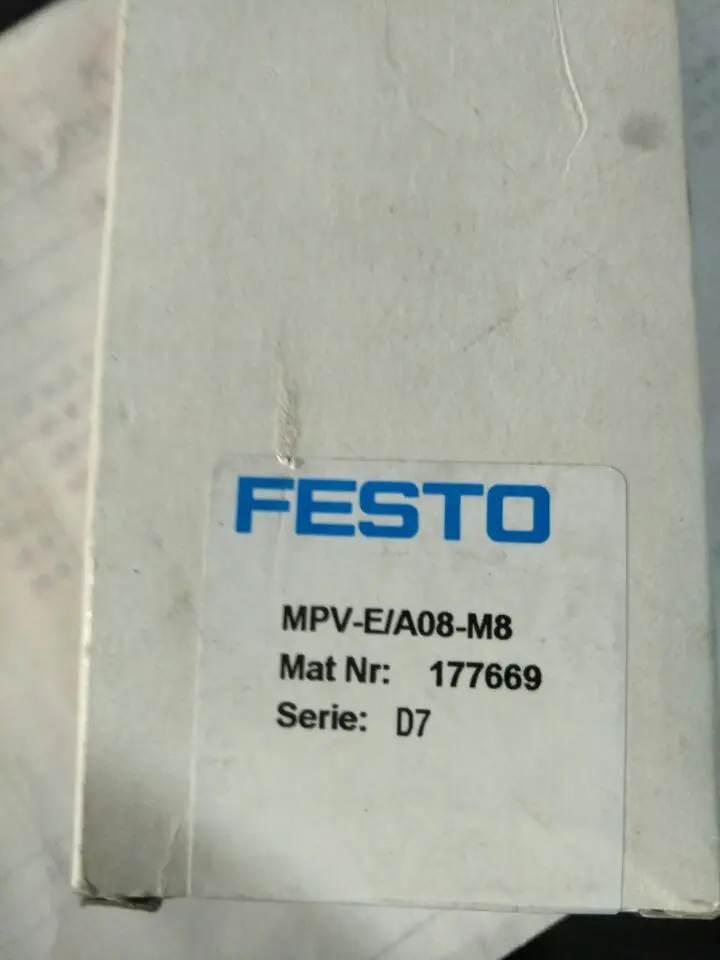 FESTO
MPV-E/A08-M8
Mat Nr: 177669
Serie: D7